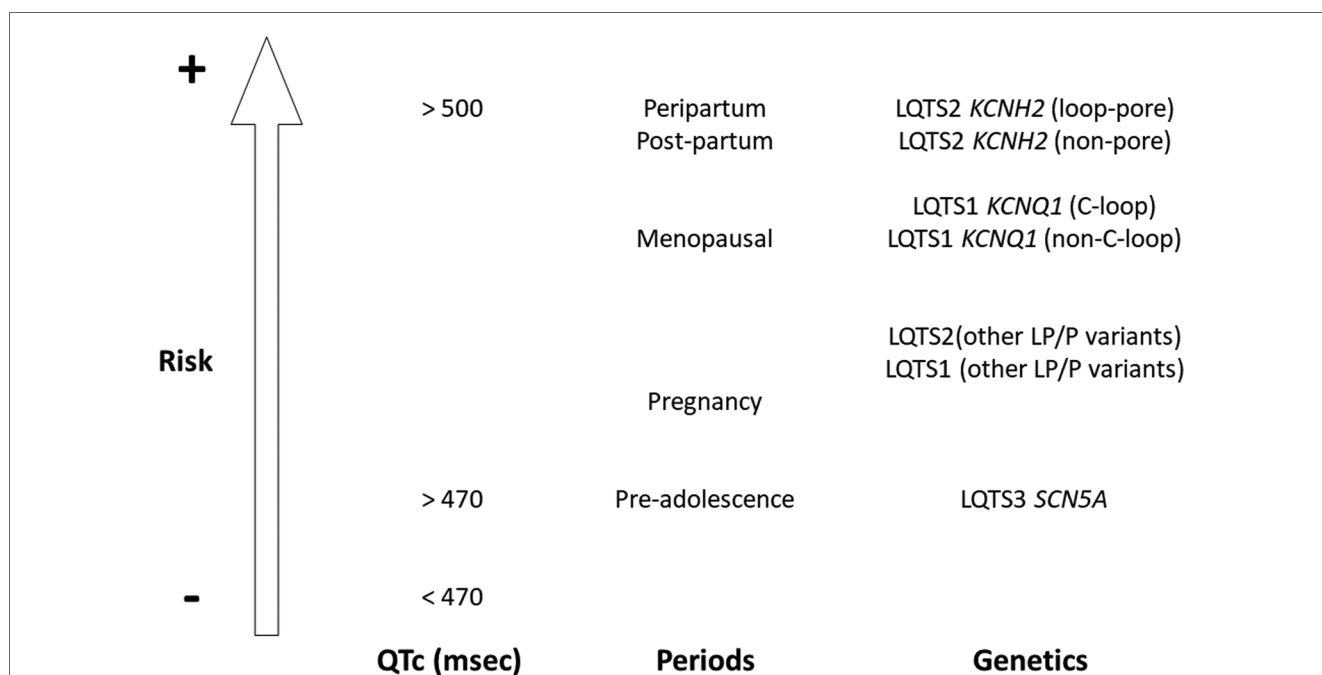 +
> 500 Peripartum LQTS2 KCNH2 (loop-pore)
Post-partum LQTS2 KCNH2 (non-pore)
LQTS1 KCNQ1 (C-loop)
Menopausal LQTS1 KCNQ1 (non-C-loop)
LQTS2(other LP/P variants)
Risk
LQTS1 (other LP/P variants)
Pregnancy
> 470 Pre-adolescence LQTS3 SCN5A
-
< 470
QTc (msec) Periods Genetics